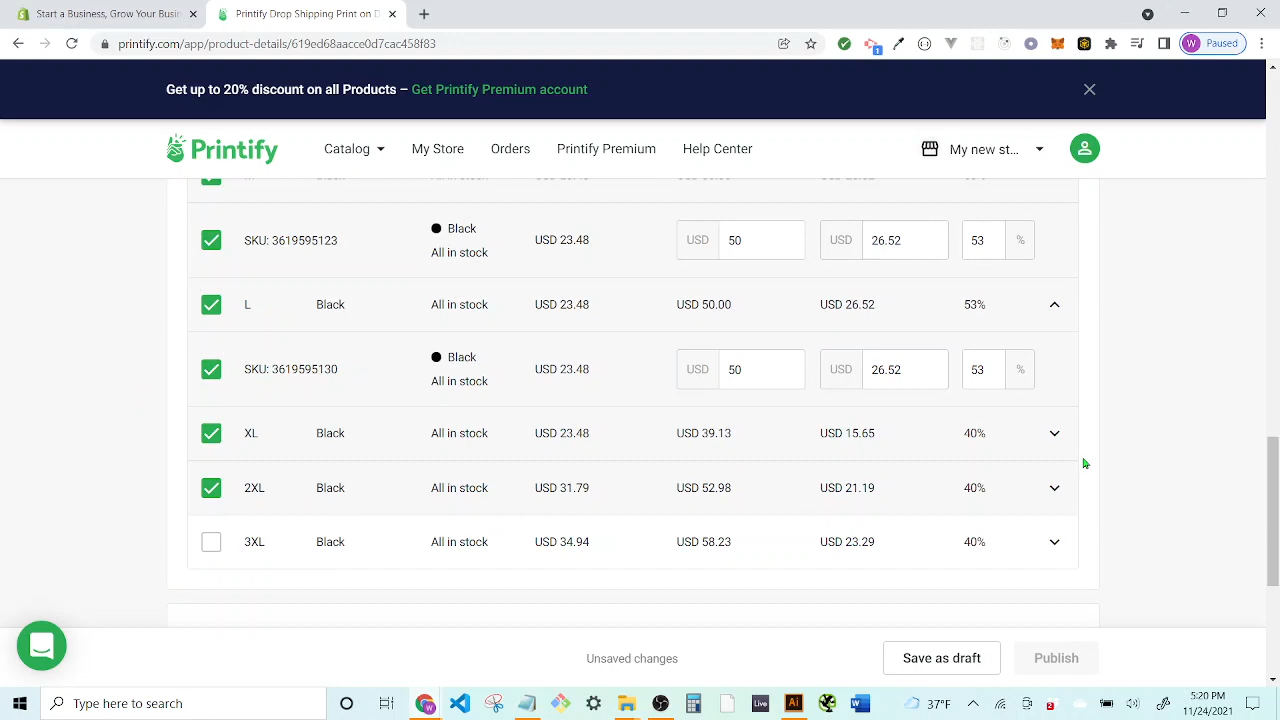 Start a Business, Grow Your Busin
Printify Drop Shipping Print on D
printify.com/app/product-details/619ed68aaeac0d7cac458f83
1
W Paused
Get up to 20% discount on all Products – Get Printify Premium account
Printify
Catalog
My Store
Orders
Printify Premium
Help Center
My new st...
SKU: 3619595123
Black
All in stock
USD 23.48
USD 50
USD 26.52
53 %
L Black All in stock USD 23.48 USD 50.00 USD 26.52 53%
SKU: 3619595130
Black
All in stock
USD 23.48
USD 50
USD 26.52
53 %
XL Black All in stock USD 23.48 USD 39.13 USD 15.65 40%
2XL Black All in stock USD 31.79 USD 52.98 USD 21.19 40%
3XL Black All in stock USD 34.94 USD 58.23 USD 23.29 40%
Unsaved changes
Save as draft
Publish
Type here to search
Live
Ai
W
37°F
2
5:20 PM
11/24/2021